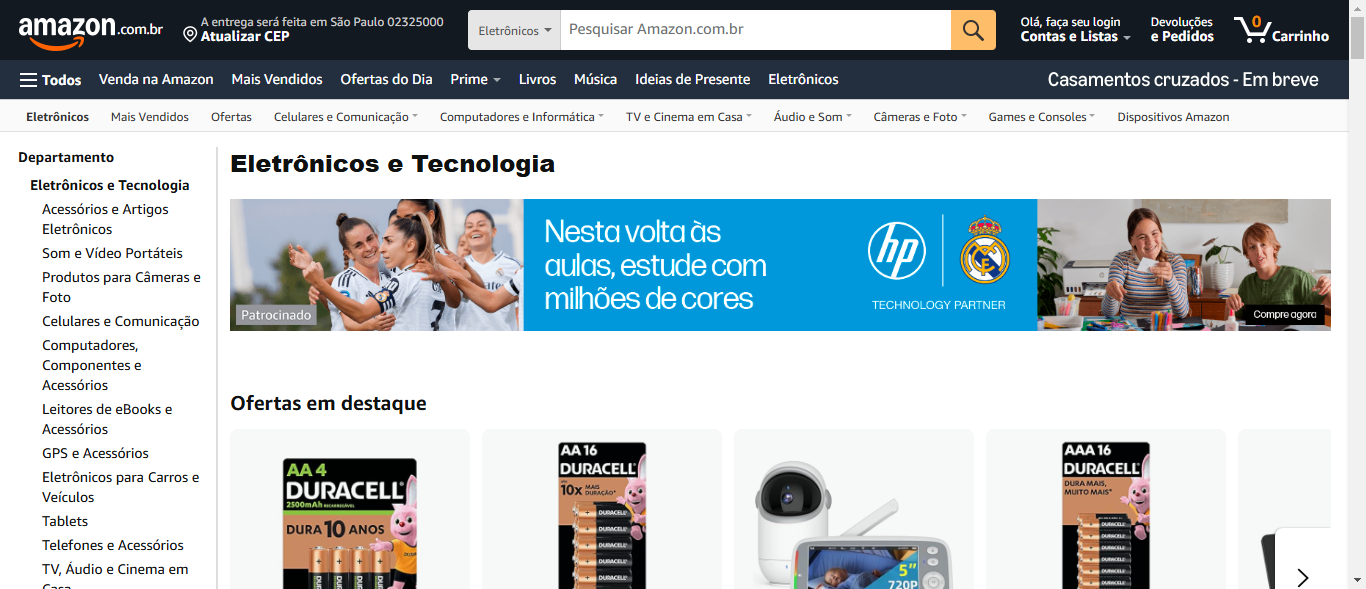 amazon.com.br
A entrega será feita em São Paulo 02325000
Atualizar CEP
Eletrônicos
Pesquisar Amazon.com.br
Olá, faça seu login
Contas e Listas
Devoluções
e Pedidos
0
Carrinho
Todos
Venda na Amazon
Mais Vendidos
Ofertas do Dia
Prime
Livros
Música
Ideias de Presente
Eletrônicos
Casamentos cruzados - Em breve
Eletrônicos
Mais Vendidos
Ofertas
Celulares e Comunicação
Computadores e Informática
TV e Cinema em Casa
Áudio e Som
Câmeras e Foto
Games e Consoles
Dispositivos Amazon
Departamento
Eletrônicos e Tecnologia
Acessórios e Artigos
Eletrônicos
Som e Vídeo Portáteis
Produtos para Câmeras e
Foto
Celulares e Comunicação
Computadores,
Componentes e
Acessórios
Leitores de eBooks e
Acessórios
GPS e Acessórios
Eletrônicos para Carros e
Veículos
Tablets
Telefones e Acessórios
TV, Áudio e Cinema em
Casa
Eletrônicos e Tecnologia
Patrocinado
Nesta volta às
aulas, estude com
milhões de cores
hp
TECHNOLOGY PARTNER
Compre agora
Ofertas em destaque
AA 4
DURACELL
2500mAh RECARREGÁVEL
DURA 10 ANOS
AA 16
DURACELL
até 10x MAIS DURAÇÃO*
5"
720P
AAA 16
DURACELL
DURA MAIS,
MUITO MAIS*